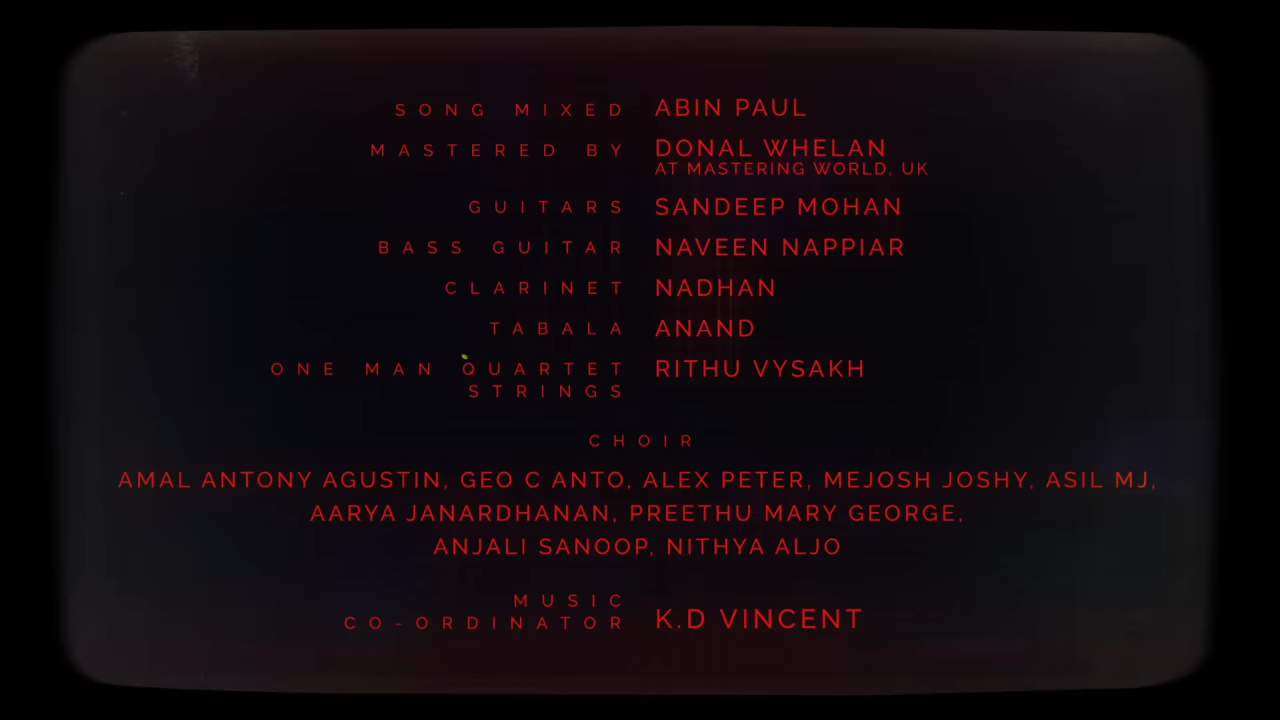 SONG MIXED ABIN PAUL
MASTERED BY DONAL WHELAN
AT MASTERING WORLD, UK
GUITARS SANDEEP MOHAN
BASS GUITAR NAVEEN NAPPIAR
CLARINET NADHAN
TABALA ANAND
ONE MAN QUARTET RITHU VYSAKH
STRINGS
CHOIR
AMAL ANTONY AGUSTIN, GEO C ANTO, ALEX PETER, MEJOSH JOSHY, ASIL MJ,
AARYA JANARDHANAN, PREETHU MARY GEORGE,
ANJALI SANOOP, NITHYA ALJO
MUSIC
CO-ORDINATOR K.D VINCENT